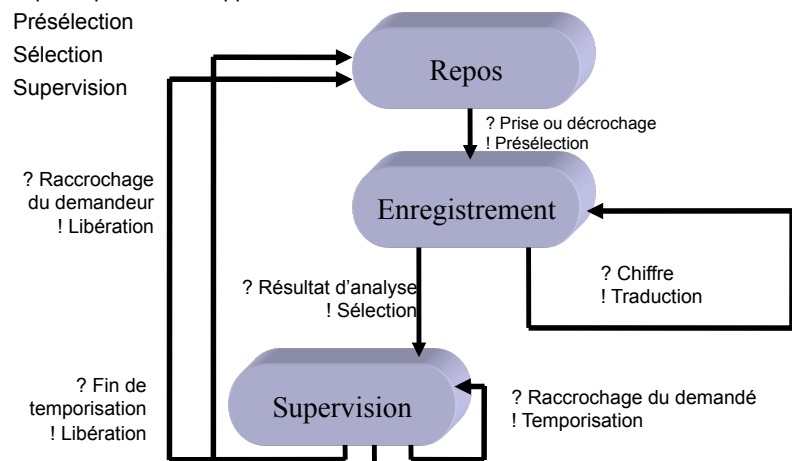 Présélection
Sélection
Supervision
Repos
? Prise ou décrochage
! Présélection
? Raccrochage
du demandeur
! Libération
Enregistrement
? Résultat d'analyse
! Sélection
? Chiffre
! Traduction
? Fin de
temporisation
! Libération
Supervision
? Raccrochage du demandé
! Temporisation